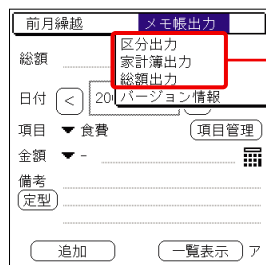 前月繰越 メモ帳出力
区分出力
家計簿出力
総額出力
バージョン情報
総額
日付 < 20
項目 ▼ 食費 項目管理
金額 ▼ -
備考
定型
追加 一覧表示 ア